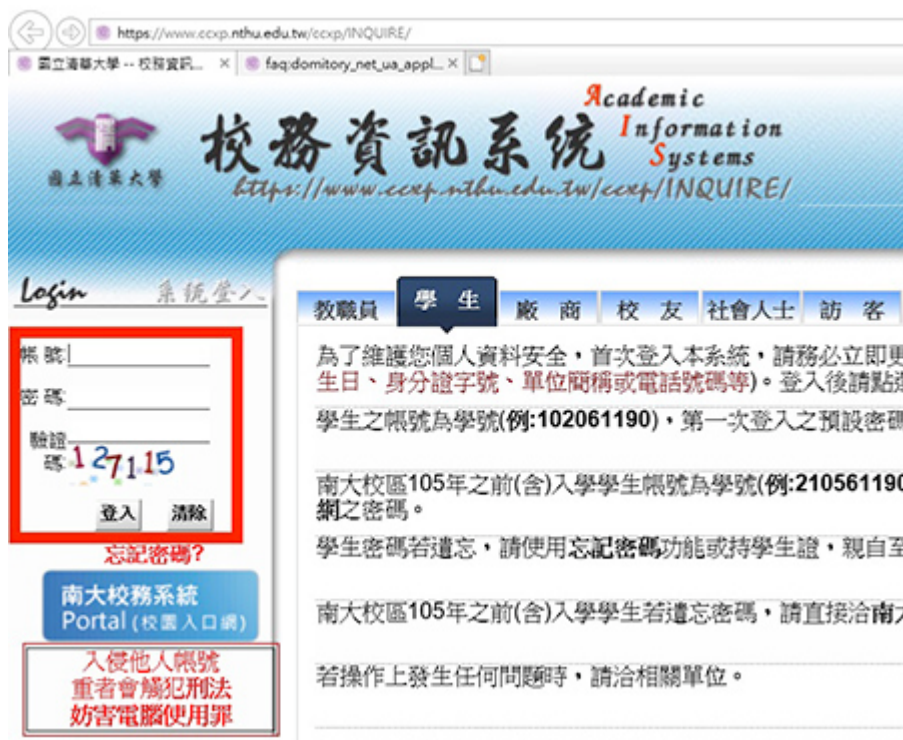 https://www.ccxp.nthu.edu.tw/ccxp/INQUIRE/
國立清華大學 -- 校務資訊...
faq:domitory_net_ua_appl...
國立清華大學
校務資訊系統
Academic
Information
Systems
https://www.ccxp.nthu.edu.tw/ccxp/INQUIRE/
Login 系統登入
教職員 學生 廠商 校友 社會人士 訪客
帳號:
密碼:
驗證
碼: 127115
登入 清除
忘記密碼?
南大校務系統
Portal (校園入口網)
入侵他人帳號
重者會觸犯刑法
妨害電腦使用罪
為了維護您個人資料安全,首次登入本系統,請務必立即更
生日、身分證字號、單位簡稱或電話號碼等)。登入後請點選
學生之帳號為學號(例:102061190),第一次登入之預設密碼
南大校區105年之前(含)入學學生帳號為學號(例:210561190
網之密碼。
學生密碼若遺忘,請使用忘記密碼功能或持學生證,親自至
南大校區105年之前(含)入學學生若遺忘密碼,請直接洽南大
若操作上發生任何問題時,請洽相關單位。